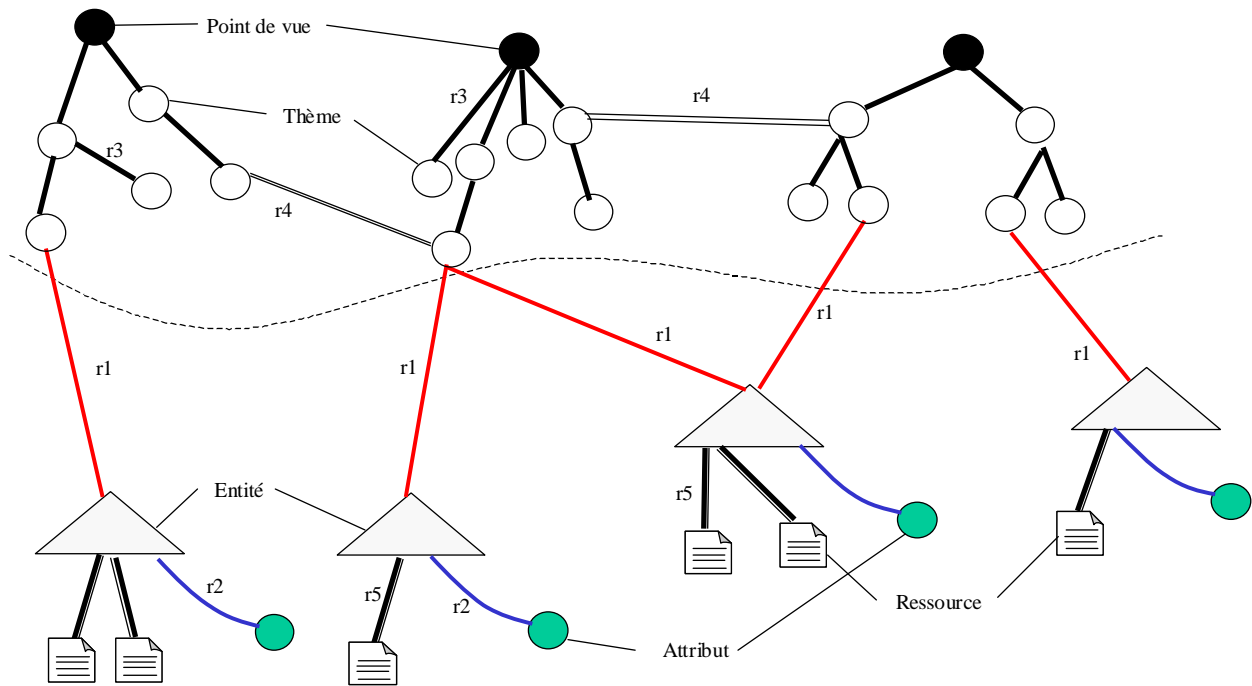 Point de vue
r3
r4
Thème
r3
r4
r1
r1
r1
r1
r1
Entité
r5
r2
r5
r2
Ressource
Attribut